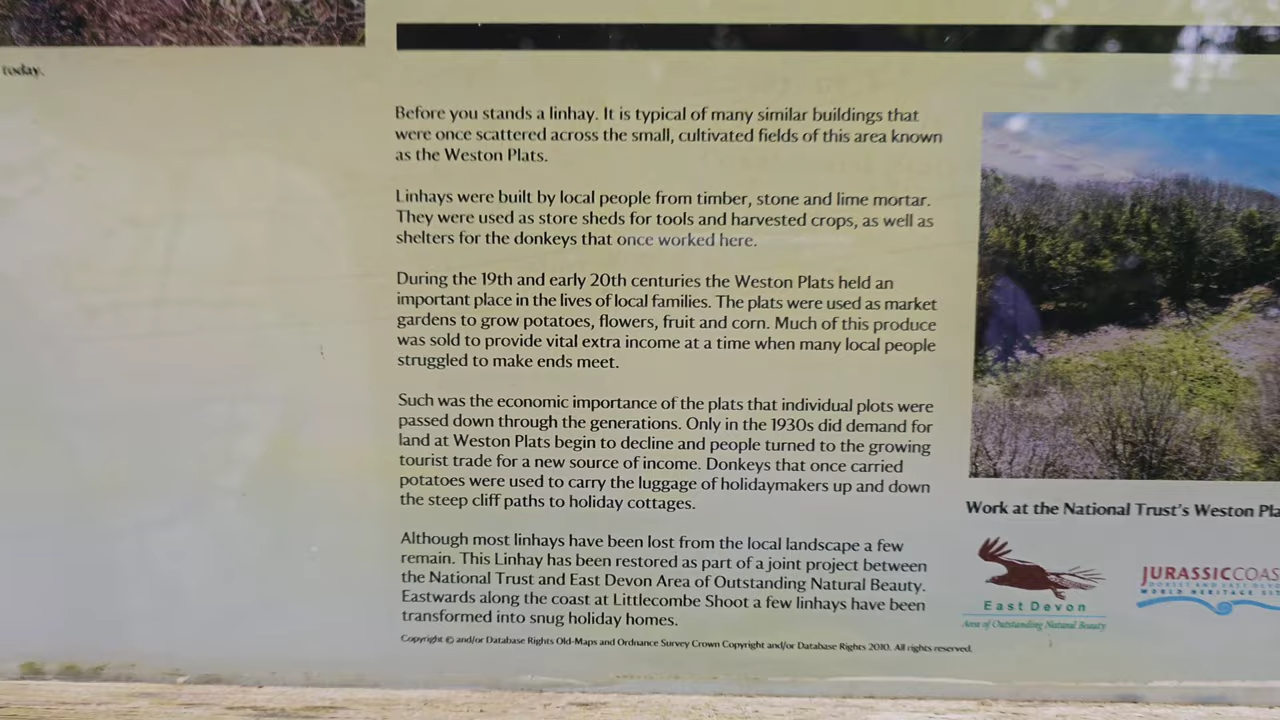 today.
Before you stands a linhay. It is typical of many similar buildings that
were once scattered across the small, cultivated fields of this area known
as the Weston Plats.
Linhays were built by local people from timber, stone and lime mortar.
They were used as store sheds for tools and harvested crops, as well as
shelters for the donkeys that once worked here.
During the 19th and early 20th centuries the Weston Plats held an
important place in the lives of local families. The plats were used as market
gardens to grow potatoes, flowers, fruit and corn. Much of this produce
was sold to provide vital extra income at a time when many local people
struggled to make ends meet.
Such was the economic importance of the plats that individual plots were
passed down through the generations. Only in the 1930s did demand for
land at Weston Plats begin to decline and people turned to the growing
tourist trade for a new source of income. Donkeys that once carried
potatoes were used to carry the luggage of holidaymakers up and down
the steep cliff paths to holiday cottages.
Although most linhays have been lost from the local landscape a few
remain. This Linhay has been restored as part of a joint project between
the National Trust and East Devon Area of Outstanding Natural Beauty.
Eastwards along the coast at Littlecombe Shoot a few linhays have been
transformed into snug holiday homes.
Copyright © and/or Database Rights Old-Maps and Ordnance Survey Crown Copyright and/or Database Rights 2010. All rights reserved.
Work at the National Trust's Weston Pla
East Devon
Area of Outstanding Natural Beauty
JURASSIC COAS
DORSET AND EAST DEV
WORLD HERITAGE SIT